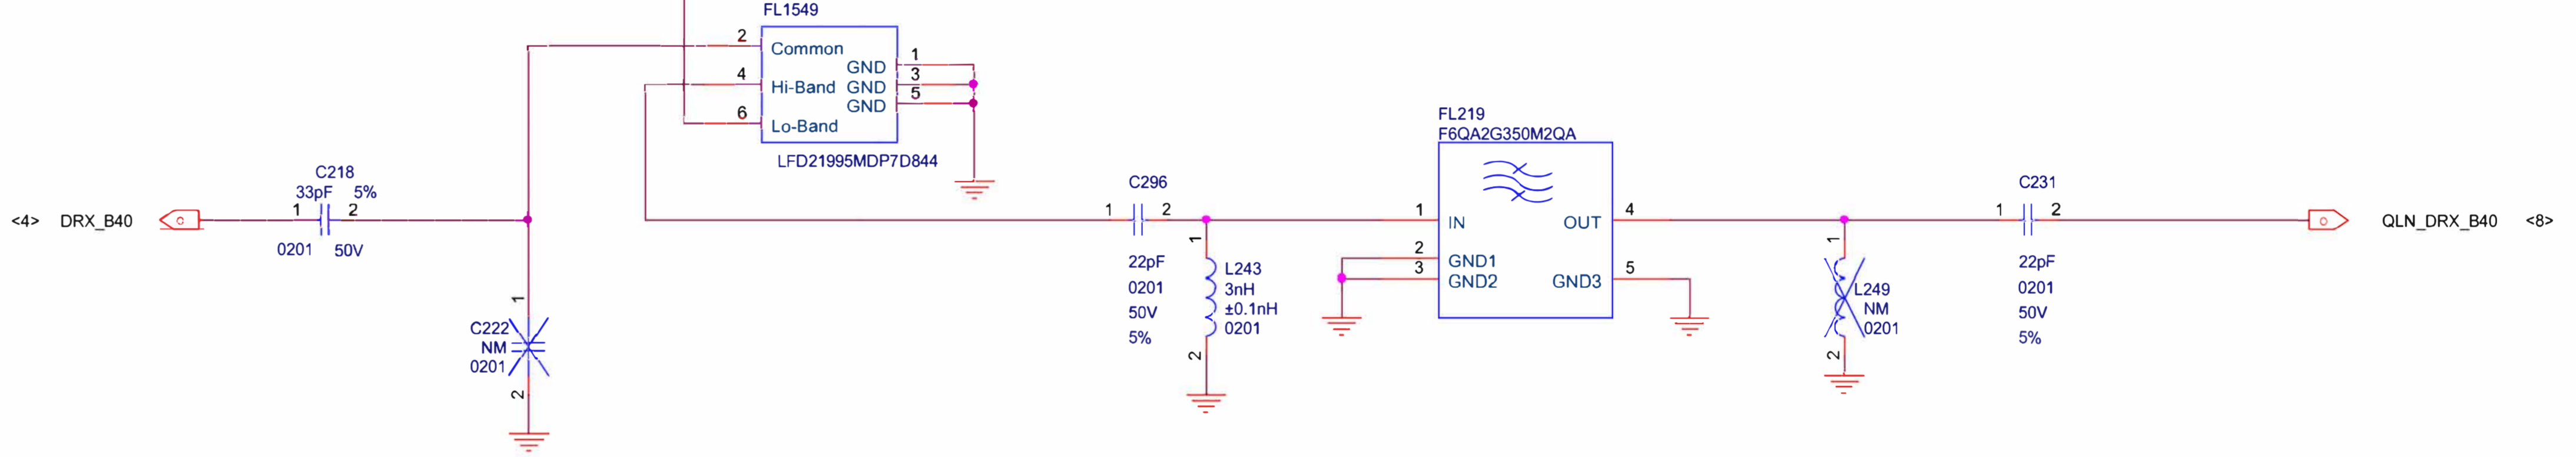 FL1549
2 Common
GND 1
4 Hi-Band GND 3
GND 5
6 Lo-Band
LFD21995MDP7D844
<4> DRX_B40
C218
33pF 5%
1 2
0201 50V
1
C222
NM
0201
2
C296
1 2
22pF
0201
50V
5%
1
L243
3nH
±0.1nH
0201
2
FL219
F6QA2G350M2QA
1 IN OUT 4
2 GND1
3 GND2 GND3 5
1
L249
NM
0201
2
C231
1 2
22pF
0201
50V
5%
QLN_DRX_B40 <8>